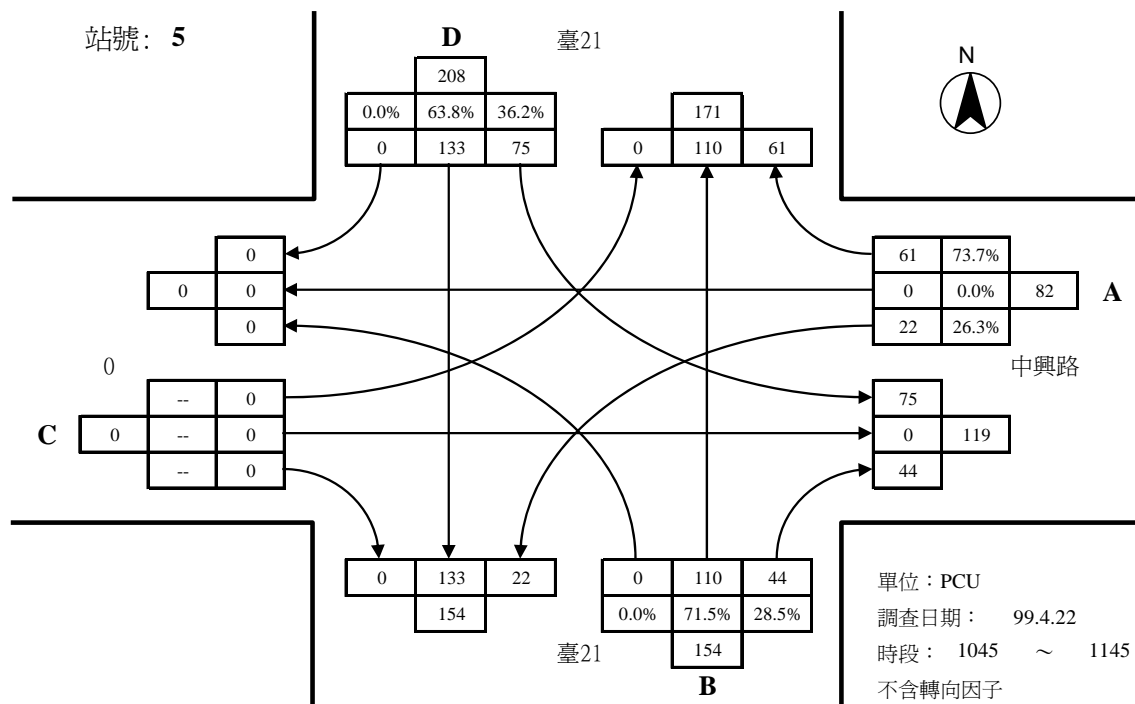 站號: 5
D
臺21
N
208
0.0% 63.8% 36.2%
171
0 133 75
0 110 61
0
61 73.7%
0 0
0 0.0% 82
A
0
22 26.3%
0
中興路
-- 0
75
C
0 -- 0
0 119
-- 0
44
0 133 22
0 110 44
154
0.0% 71.5% 28.5%
臺21
154
B
單位：PCU
調查日期： 99.4.22
時段： 1045 ～ 1145
不含轉向因子